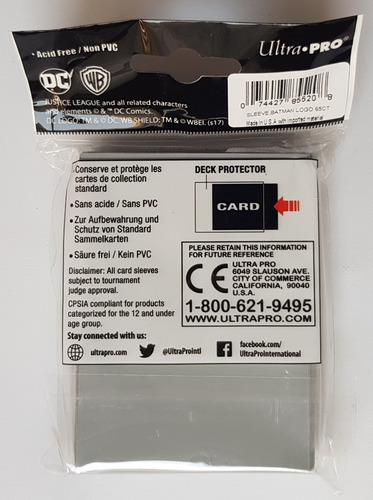 • Acid Free / Non PVC
Ultra•PRO®
DC
WB
JUSTICE LEAGUE and all related characters
and elements © & ™ DC Comics.
DC LOGO: ™ & © DC. WB SHIELD: ™ & © WBEI. (s17)
0 74427 85520 8
SLEEVE BATMAN LOGO 65CT
Made in U.S.A with imported material
• Conserve et protège les
cartes de collection
standard
• Sans acide / Sans PVC
• Zur Aufbewahrung und
Schutz von Standard
Sammelkarten
• Säure frei / Kein PVC
Disclaimer: All card sleeves
subject to tournament
judge approval.
CPSIA compliant for products
categorized for the 12 and under
age group.
DECK PROTECTOR
CARD
PLEASE RETAIN THIS INFORMATION
FOR FUTURE REFERENCE
CE
ULTRA PRO
6049 SLAUSON AVE.
CITY OF COMMERCE
CALIFORNIA, 90040
U.S.A.
1-800-621-9495
WWW.ULTRAPRO.COM
Stay connected with us:
ultrapro.com
@UltraProIntl
facebook.com/
UltraProInternational